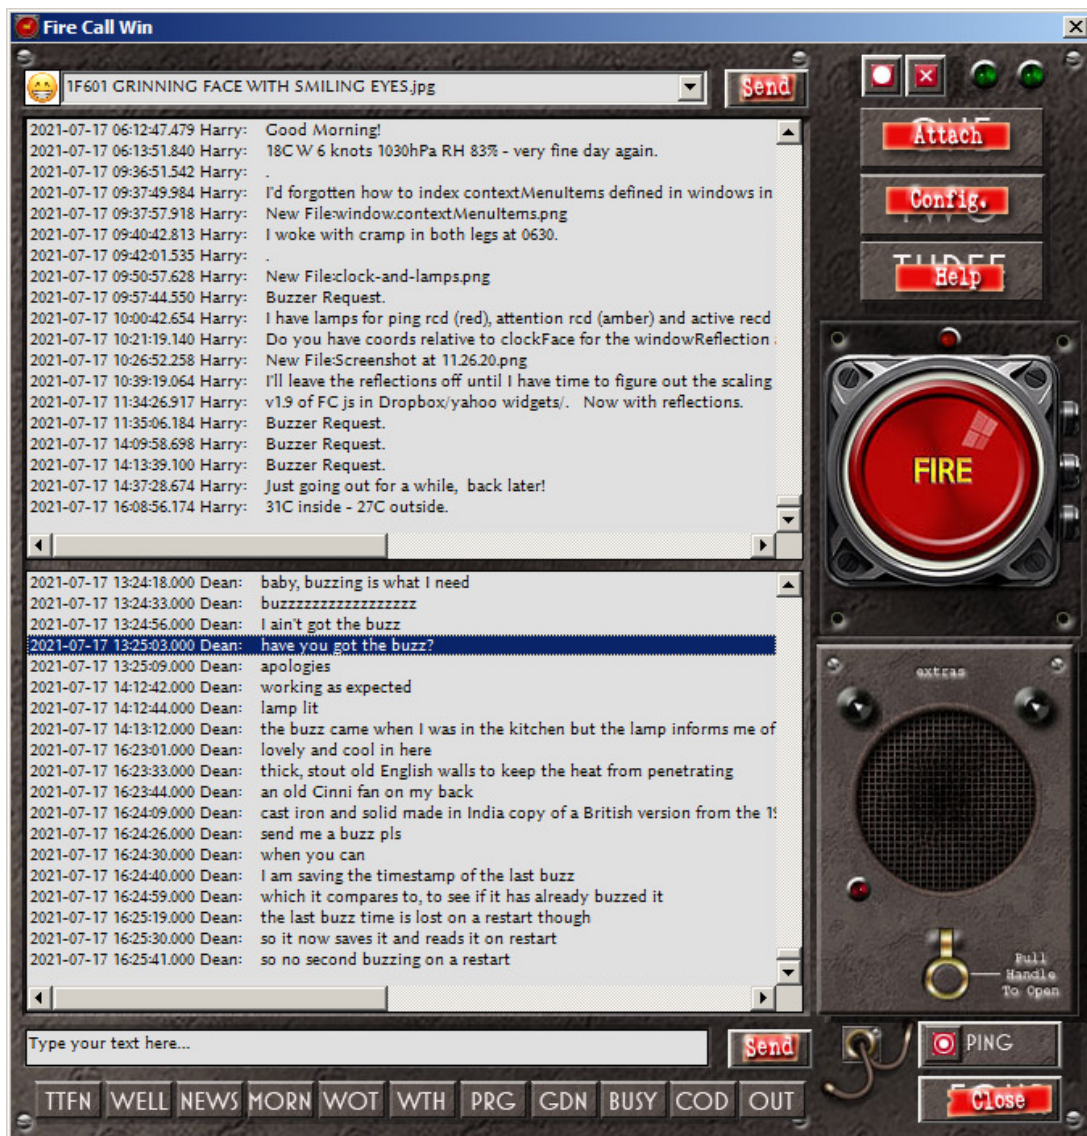 Fire Call Win
1F601 GRINNING FACE WITH SMILING EYES.jpg
Send
2021-07-17 06:12:47.479 Harry: Good Morning!
2021-07-17 06:13:51.840 Harry: 18C W 6 knots 1030hPa RH 83% - very fine day again.
2021-07-17 09:36:51.542 Harry: .
2021-07-17 09:37:49.984 Harry: I'd forgotten how to index contextMenuItems defined in windows in
2021-07-17 09:37:57.918 Harry: New File:window.contextMenuItems.png
2021-07-17 09:40:42.813 Harry: I woke with cramp in both legs at 0630.
2021-07-17 09:42:01.535 Harry: .
2021-07-17 09:50:57.628 Harry: New File:clock-and-lamps.png
2021-07-17 09:57:44.550 Harry: Buzzer Request.
2021-07-17 10:00:42.654 Harry: I have lamps for ping rcd (red), attention rcd (amber) and active recd
2021-07-17 10:21:19.140 Harry: Do you have coords relative to clockFace for the windowReflection
2021-07-17 10:26:52.258 Harry: New File:Screenshot at 11.26.20.png
2021-07-17 10:39:19.064 Harry: I'll leave the reflections off until I have time to figure out the scaling
2021-07-17 11:34:26.917 Harry: v1.9 of FC js in Dropbox/yahoo widgets/. Now with reflections.
2021-07-17 11:35:06.184 Harry: Buzzer Request.
2021-07-17 14:09:58.698 Harry: Buzzer Request.
2021-07-17 14:13:39.100 Harry: Buzzer Request.
2021-07-17 14:37:28.674 Harry: Just going out for a while, back later!
2021-07-17 16:08:56.174 Harry: 31C inside - 27C outside.
2021-07-17 13:24:18.000 Dean: baby, buzzing is what I need
2021-07-17 13:24:33.000 Dean: buzzzzzzzzzzzzzzzzzz
2021-07-17 13:24:56.000 Dean: I ain't got the buzz
2021-07-17 13:25:03.000 Dean: have you got the buzz?
2021-07-17 13:25:09.000 Dean: apologies
2021-07-17 14:12:42.000 Dean: working as expected
2021-07-17 14:12:44.000 Dean: lamp lit
2021-07-17 14:13:12.000 Dean: the buzz came when I was in the kitchen but the lamp informs me of
2021-07-17 16:23:01.000 Dean: lovely and cool in here
2021-07-17 16:23:33.000 Dean: thick, stout old English walls to keep the heat from penetrating
2021-07-17 16:23:44.000 Dean: an old Cinni fan on my back
2021-07-17 16:24:09.000 Dean: cast iron and solid made in India copy of a British version from the
2021-07-17 16:24:26.000 Dean: send me a buzz pls
2021-07-17 16:24:30.000 Dean: when you can
2021-07-17 16:24:40.000 Dean: I am saving the timestamp of the last buzz
2021-07-17 16:24:59.000 Dean: which it compares to, to see if it has already buzzed it
2021-07-17 16:25:19.000 Dean: the last buzz time is lost on a restart though
2021-07-17 16:25:30.000 Dean: so it now saves it and reads it on restart
2021-07-17 16:25:41.000 Dean: so no second buzzing on a restart
Type your text here...
Send
TTFN WELL NEWS MORN WOT WTH PRG GDN BUSY COD OUT
Attach
Config.
Help
FIRE
extras
Pull
Handle
To Open
PING
Close